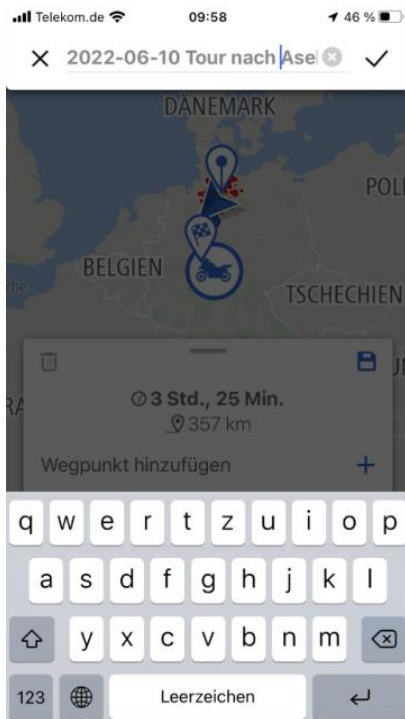 Telekom.de 09:58 46 %
2022-06-10 Tour nach Ase
DÄNEMARK
POL
BELGIEN
TSCHECHIEN
3 Std., 25 Min.
357 km
Wegpunkt hinzufügen
q w e r t z u i o p
a s d f g h j k l
y x c v b n m
123 Leerzeichen